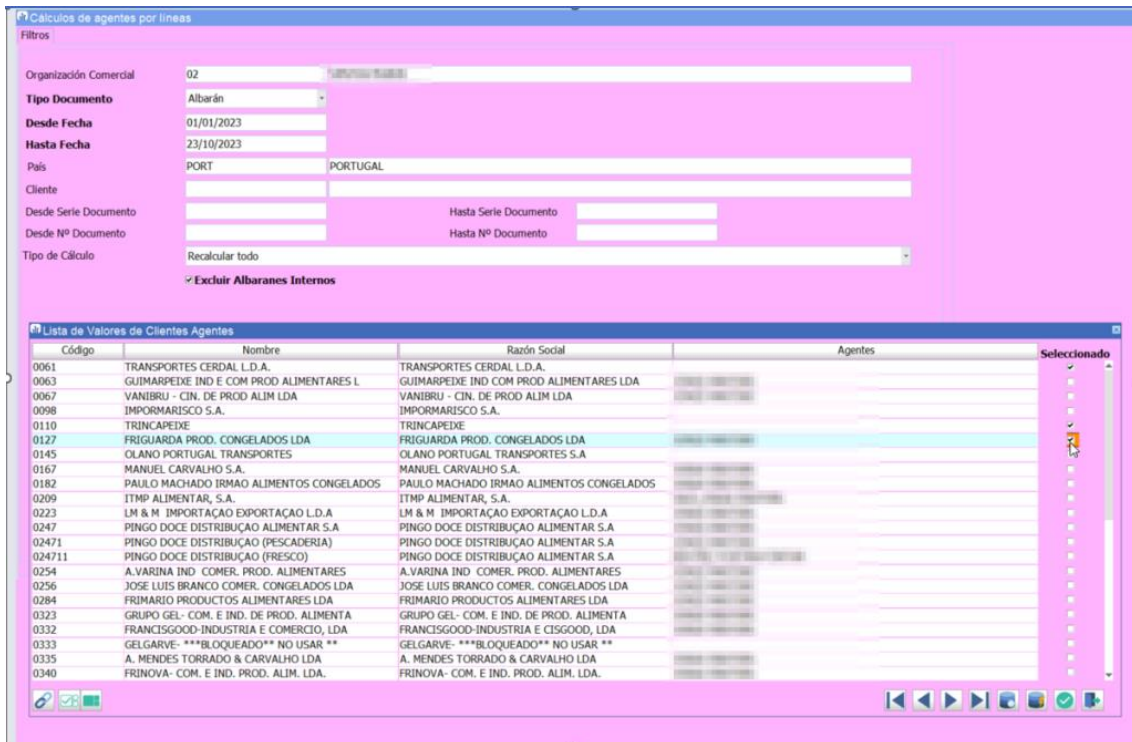 Cálculos de agentes por líneas
Filtros
Organización Comercial 02
Tipo Documento Albarán
Desde Fecha 01/01/2023
Hasta Fecha 23/10/2023
País PORT PORTUGAL
Cliente
Desde Serie Documento Hasta Serie Documento
Desde Nº Documento Hasta Nº Documento
Tipo de Cálculo Recalcular todo
Excluir Albaranes Internos
Lista de Valores de Clientes Agentes
Código Nombre Razón Social Agentes Seleccionado
0061 TRANSPORTES CERDAL L.D.A. TRANSPORTES CERDAL L.D.A.
0063 GUIMARPEIXE IND E COM PROD ALIMENTARES L GUIMARPEIXE IND COM PROD ALIMENTARES LDA
0067 VANIBRU - CIN. DE PROD ALIM LDA VANIBRU - CIN. DE PROD ALIM LDA
0098 IMPORMARISCO S.A. IMPORMARISCO S.A.
0110 TRINCAPEIXE TRINCAPEIXE
0127 FRIGUARDA PROD. CONGELADOS LDA FRIGUARDA PROD. CONGELADOS LDA
0145 OLANO PORTUGAL TRANSPORTES OLANO PORTUGAL TRANSPORTES S.A
0167 MANUEL CARVALHO S.A. MANUEL CARVALHO S.A.
0182 PAULO MACHADO IRMAO ALIMENTOS CONGELADOS PAULO MACHADO IRMAO ALIMENTOS CONGELADOS
0209 ITMP ALIMENTAR, S.A. ITMP ALIMENTAR, S.A.
0223 LM & M IMPORTAÇAO EXPORTAÇAO L.D.A LM & M IMPORTAÇAO EXPORTAÇAO L.D.A
0247 PINGO DOCE DISTRIBUÇAO ALIMENTAR S.A PINGO DOCE DISTRIBUÇAO ALIMENTAR S.A
02471 PINGO DOCE DISTRIBUÇAO (PESCADERIA) PINGO DOCE DISTRIBUÇAO ALIMENTAR S.A
024711 PINGO DOCE DISTRIBUÇAO (FRESCO) PINGO DOCE DISTRIBUÇAO ALIMENTAR S.A
0254 A.VARINA IND COMER. PROD. ALIMENTARES A.VARINA IND COMER. PROD. ALIMENTARES
0256 JOSE LUIS BRANCO COMER. CONGELADOS LDA JOSE LUIS BRANCO COMER. CONGELADOS LDA
0284 FRIMARIO PRODUCTOS ALIMENTARES LDA FRIMARIO PRODUCTOS ALIMENTARES LDA
0323 GRUPO GEL- COM. E IND. DE PROD. ALIMENTA GRUPO GEL- COM. E IND. DE PROD. ALIMENTA
0332 FRANCISGOOD-INDUSTRIA E COMERCIO, LDA FRANCISGOOD-INDUSTRIA E CISGOOD, LDA
0333 GELGARVE- ***BLOQUEADO** NO USAR ** GELGARVE- ***BLOQUEADO** NO USAR **
0335 A. MENDES TORRADO & CARVALHO LDA A. MENDES TORRADO & CARVALHO LDA
0340 FRINOVA- COM. E IND. PROD. ALIM. LDA. FRINOVA- COM. E IND. PROD. ALIM. LDA.